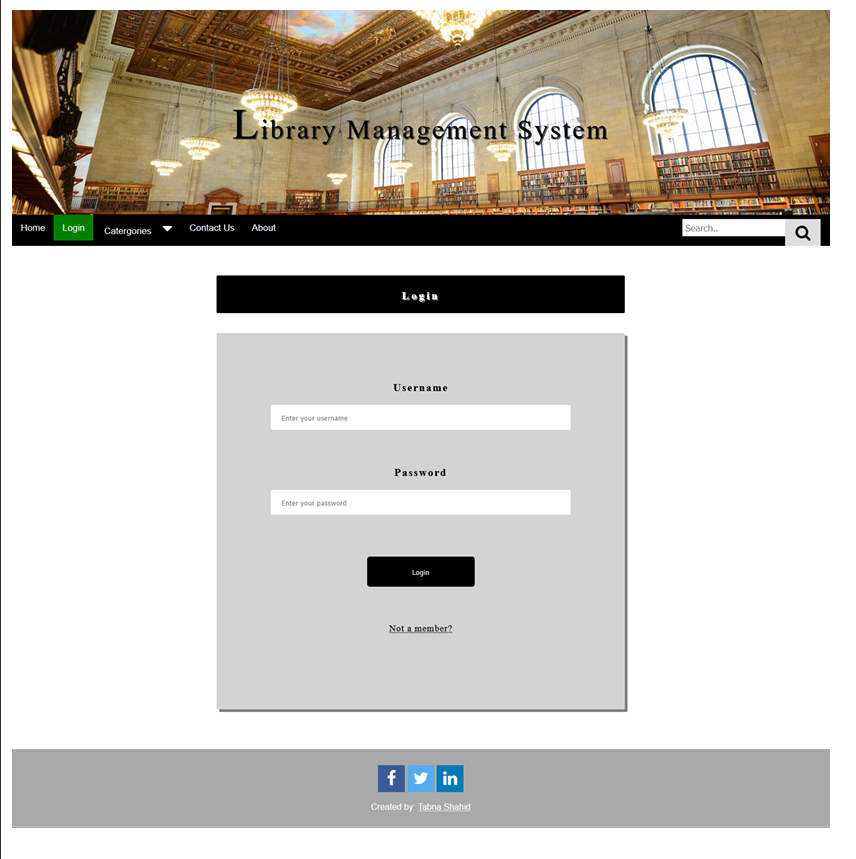 Library Management System
Home Login Catergories Contact Us About Search..
Login
Username
Enter your username
Password
Enter your password
Login
Not a member?
f in
Created by: Tabna Shahid